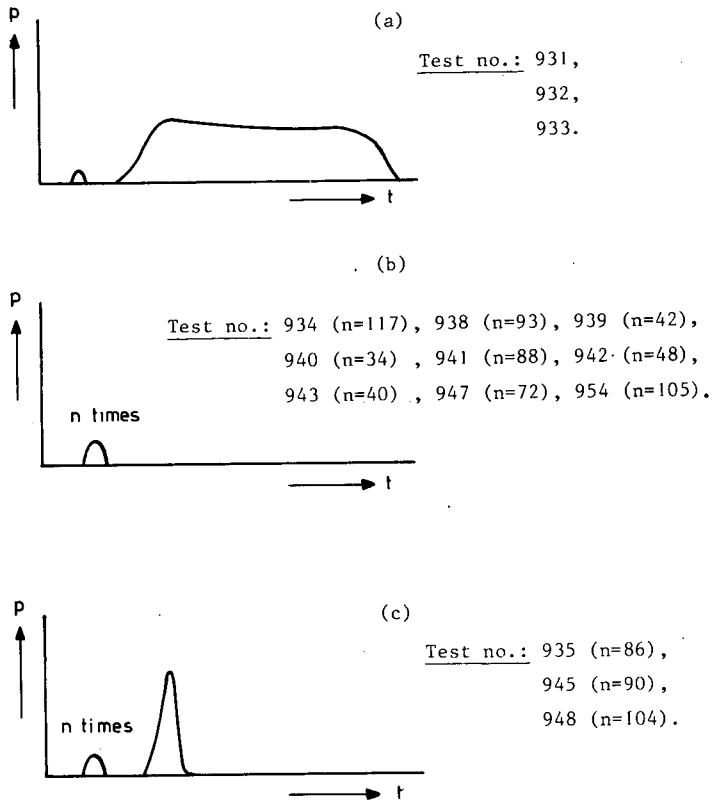 (a)
p
Test no.: 931,
932,
933.
t
(b)
p
Test no.: 934 (n=117), 938 (n=93), 939 (n=42),
940 (n=34) , 941 (n=88), 942 (n=48),
943 (n=40) , 947 (n=72), 954 (n=105).
n times
t
(c)
p
Test no.: 935 (n=86),
945 (n=90),
948 (n=104).
n times
t